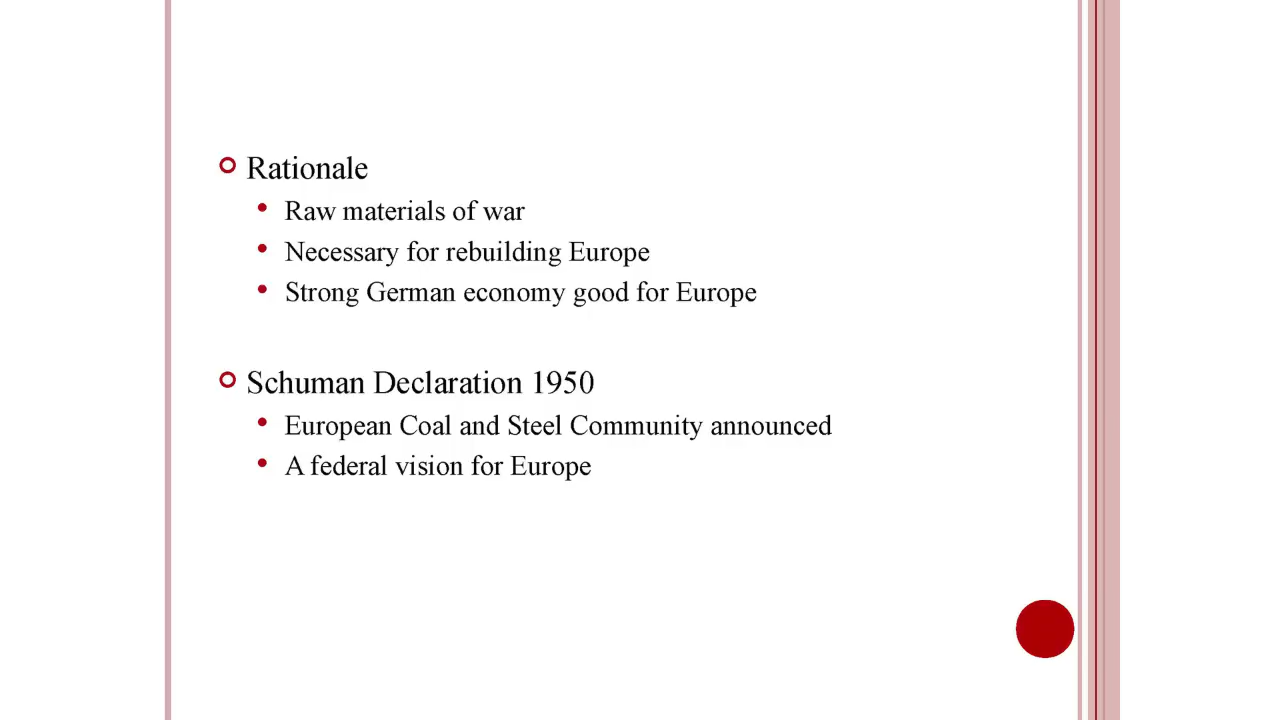 Rationale
Raw materials of war
Necessary for rebuilding Europe
Strong German economy good for Europe
Schuman Declaration 1950
European Coal and Steel Community announced
A federal vision for Europe